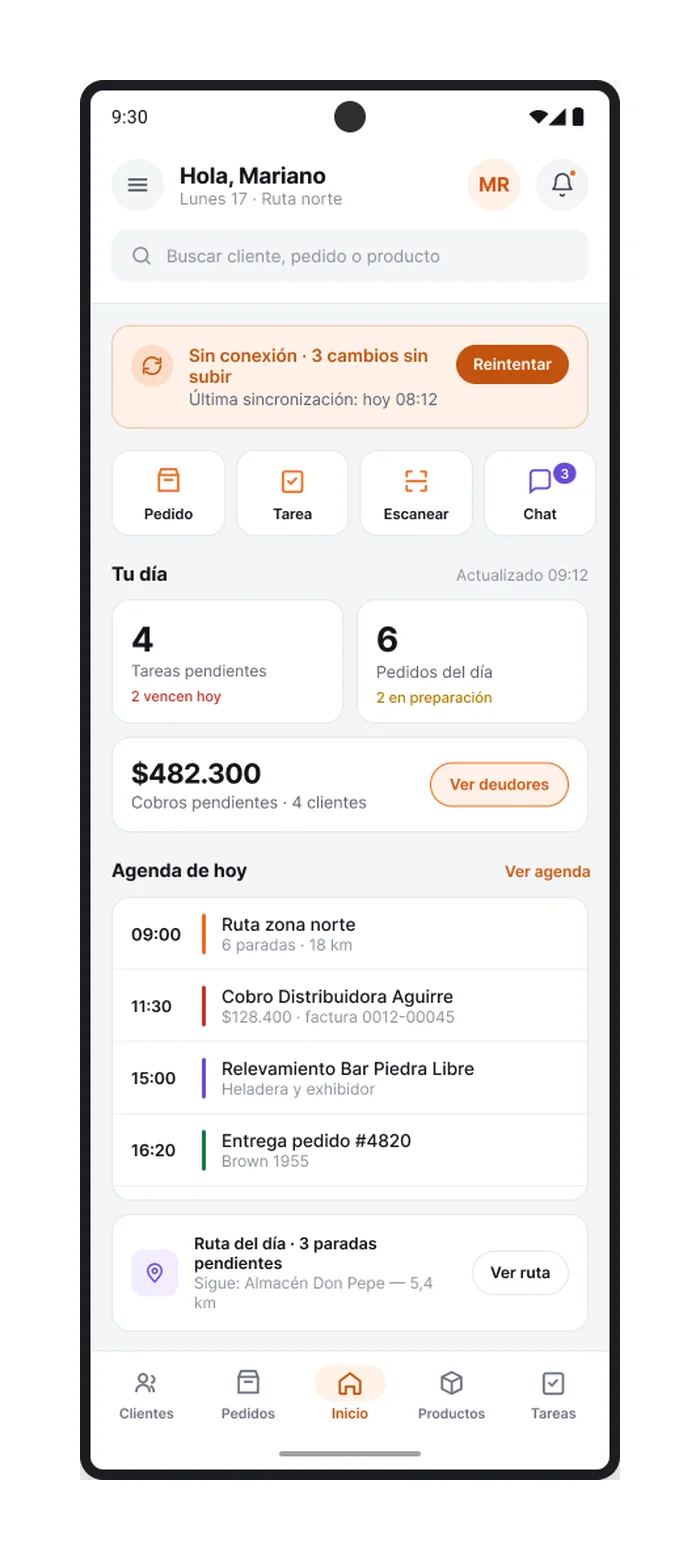 9:30
Hola, Mariano
Lunes 17 · Ruta norte
MR
Buscar cliente, pedido o producto
Sin conexión · 3 cambios sin
subir
Última sincronización: hoy 08:12
Reintentar
Pedido
Tarea
Escanear
3
Chat
Tu día
Actualizado 09:12
4
Tareas pendientes
2 vencen hoy
6
Pedidos del día
2 en preparación
$482.300
Cobros pendientes · 4 clientes
Ver deudores
Agenda de hoy
Ver agenda
09:00
Ruta zona norte
6 paradas · 18 km
11:30
Cobro Distribuidora Aguirre
$128.400 · factura 0012-00045
15:00
Relevamiento Bar Piedra Libre
Heladera y exhibidor
16:20
Entrega pedido #4820
Brown 1955
Ruta del día · 3 paradas
pendientes
Sigue: Almacén Don Pepe — 5,4
km
Ver ruta
Clientes
Pedidos
Inicio
Productos
Tareas